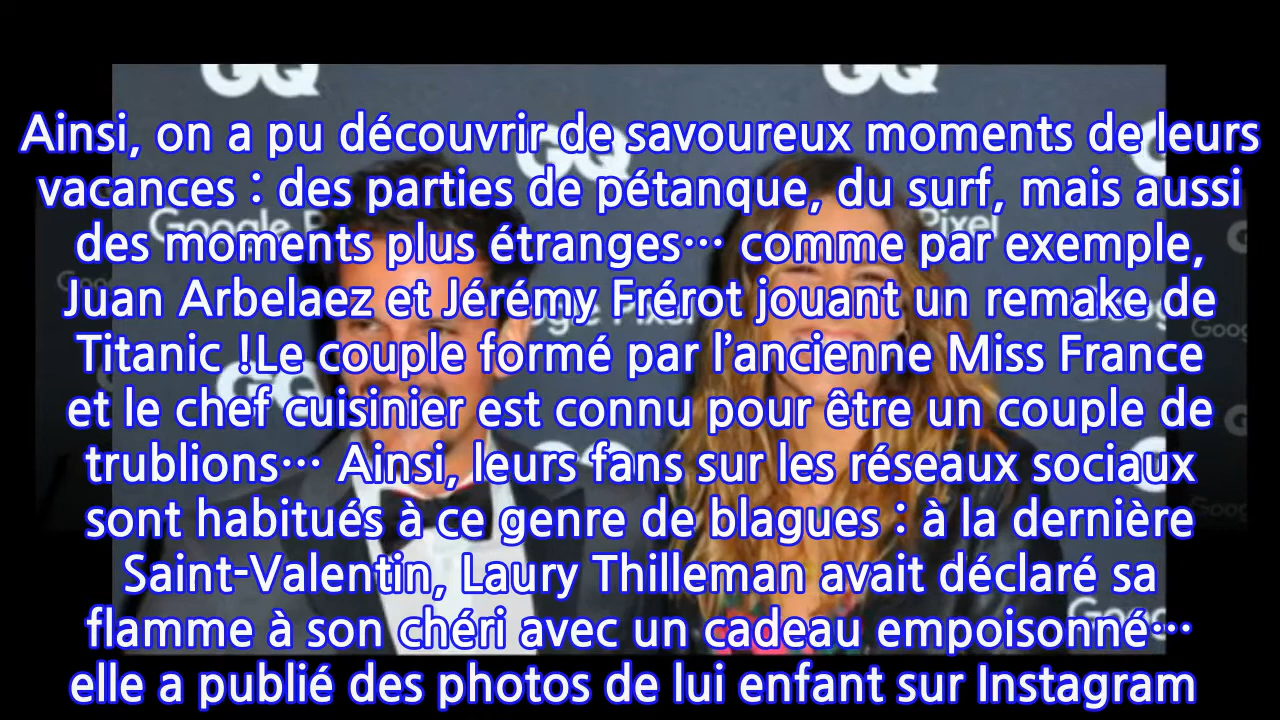 Ainsi, on a pu découvrir de savoureux moments de leurs
vacances : des parties de pétanque, du surf, mais aussi
des moments plus étranges… comme par exemple,
Juan Arbelaez et Jérémy Frérot jouant un remake de
Titanic !Le couple formé par l’ancienne Miss France
et le chef cuisinier est connu pour être un couple de
trublions… Ainsi, leurs fans sur les réseaux sociaux
sont habitués à ce genre de blagues : à la dernière
Saint-Valentin, Laury Thilleman avait déclaré sa
flamme à son chéri avec un cadeau empoisonné…
elle a publié des photos de lui enfant sur Instagram